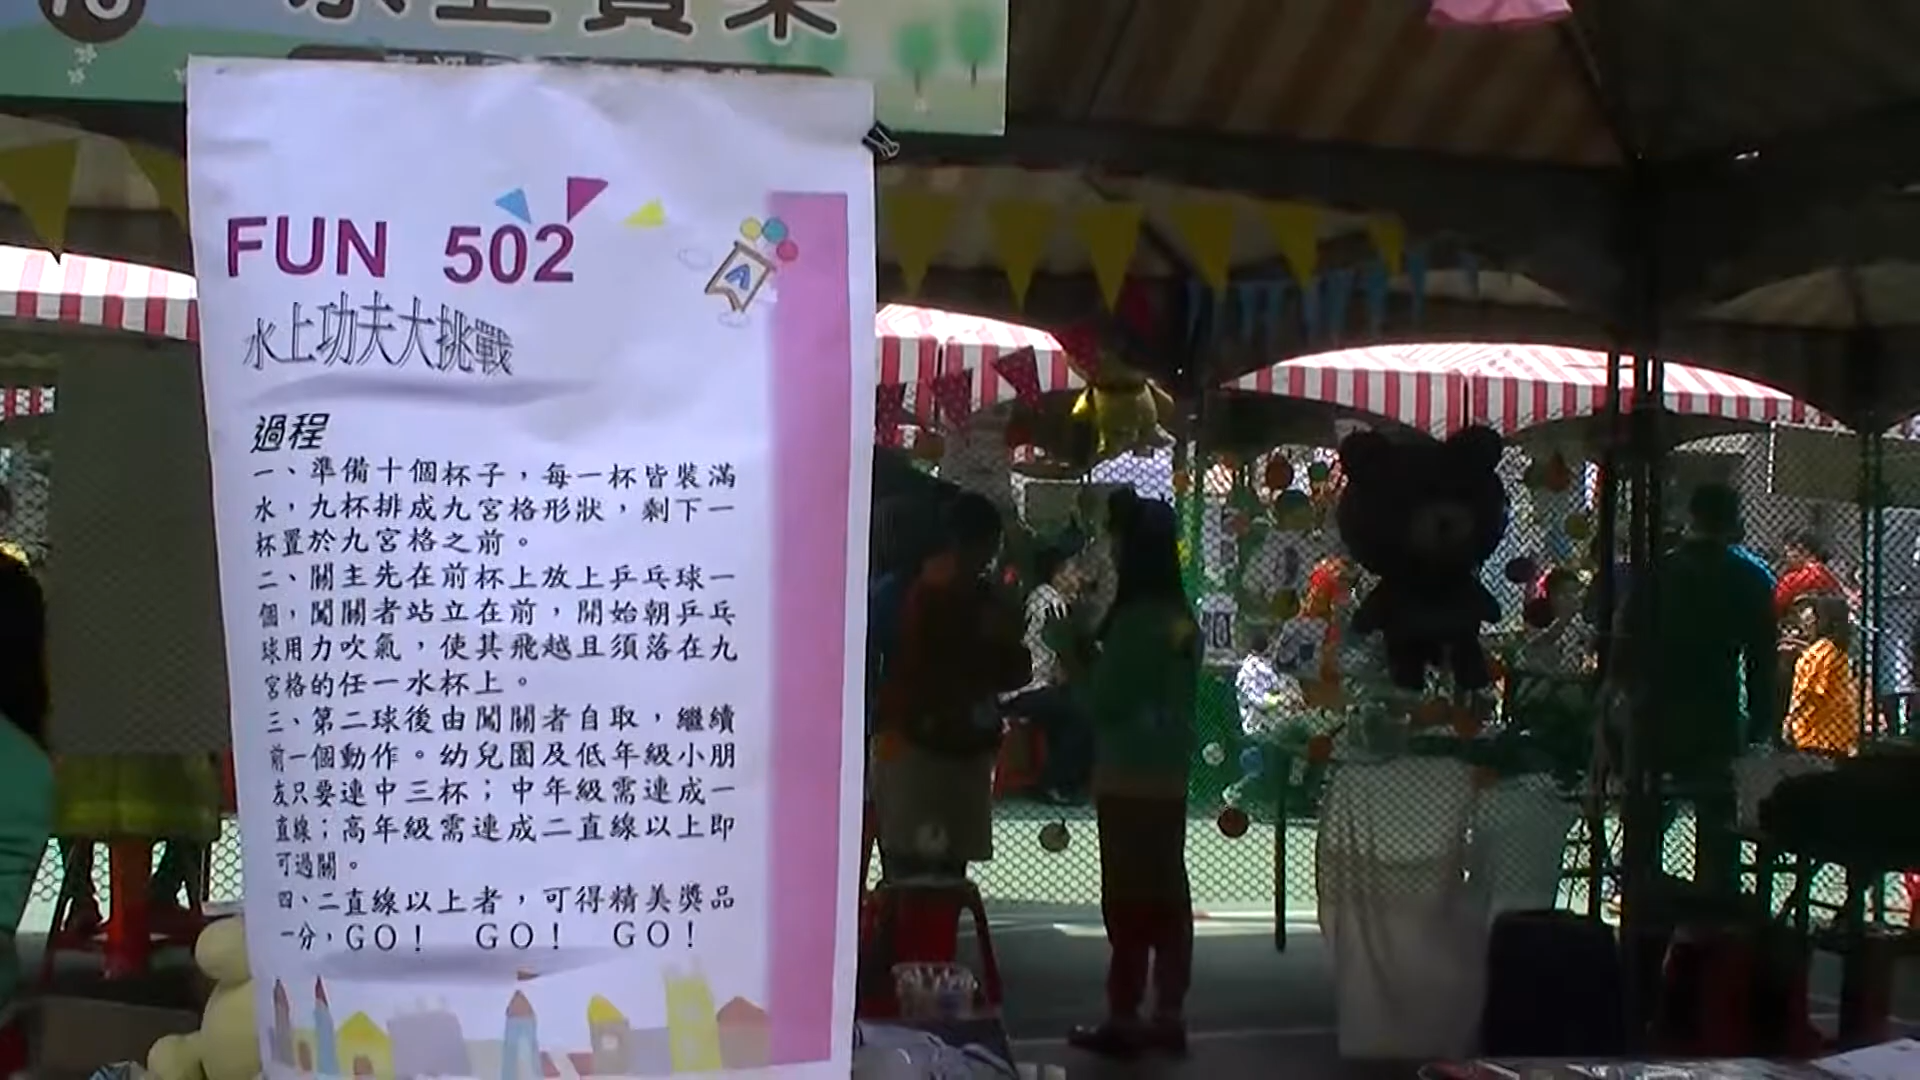 水上賓果
FUN 502
A
水上功夫大挑戰
過程
一、準備十個杯子，每一杯皆裝滿
水，九杯排成九宮格形狀，剩下一
杯置於九宮格之前。
二、關主先在前杯上放上乒乓球一
個，闖關者站立在前，開始朝乒乓
球用力吹氣，使其飛越且須落在九
宮格的任一水杯上。
三、第二球後由闖關者自取，繼續
前一個動作。幼兒園及低年級小朋
友只要連中三杯；中年級需連成一
直線；高年級需連成二直線以上即
可過關。
四、二直線以上者，可得精美獎品
一分，GO！ GO！ GO！